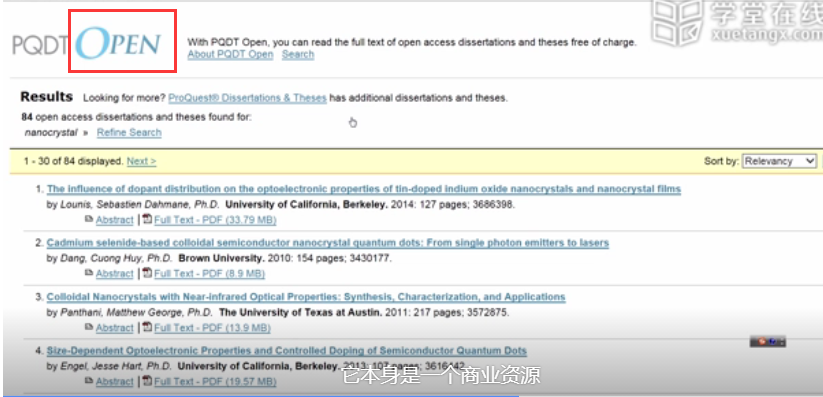 PQDT OPEN
With PQDT Open, you can read the full text of open access dissertations and theses free of charge.
About PQDT Open Search
学堂在线
xuetangx.com
Results Looking for more? ProQuest® Dissertations & Theses has additional dissertations and theses.
84 open access dissertations and theses found for:
nanocrystal » Refine Search
1 - 30 of 84 displayed. Next >
Sort by: Relevancy
1. The influence of dopant distribution on the optoelectronic properties of tin-doped indium oxide nanocrystals and nanocrystal films
by Lounis, Sebastien Dahmane, Ph.D. University of California, Berkeley. 2014: 127 pages; 3686398.
Abstract | Full Text - PDF (33.79 MB)
2. Cadmium selenide-based colloidal semiconductor nanocrystal quantum dots: From single photon emitters to lasers
by Dang, Cuong Huy, Ph.D. Brown University. 2010: 154 pages; 3430177.
Abstract | Full Text - PDF (8.9 MB)
3. Colloidal Nanocrystals with Near-infrared Optical Properties: Synthesis, Characterization, and Applications
by Panthani, Matthew George, Ph.D. The University of Texas at Austin. 2011: 217 pages; 3572875.
Abstract | Full Text - PDF (13.9 MB)
4. Size-Dependent Optoelectronic Properties and Controlled Doping of Semiconductor Quantum Dots
by Engel, Jesse Hart, Ph.D. University of California, Berkeley. 2013: 107 pages;
Abstract | Full Text - PDF (19.57 MB)
它本身是一个商业资源